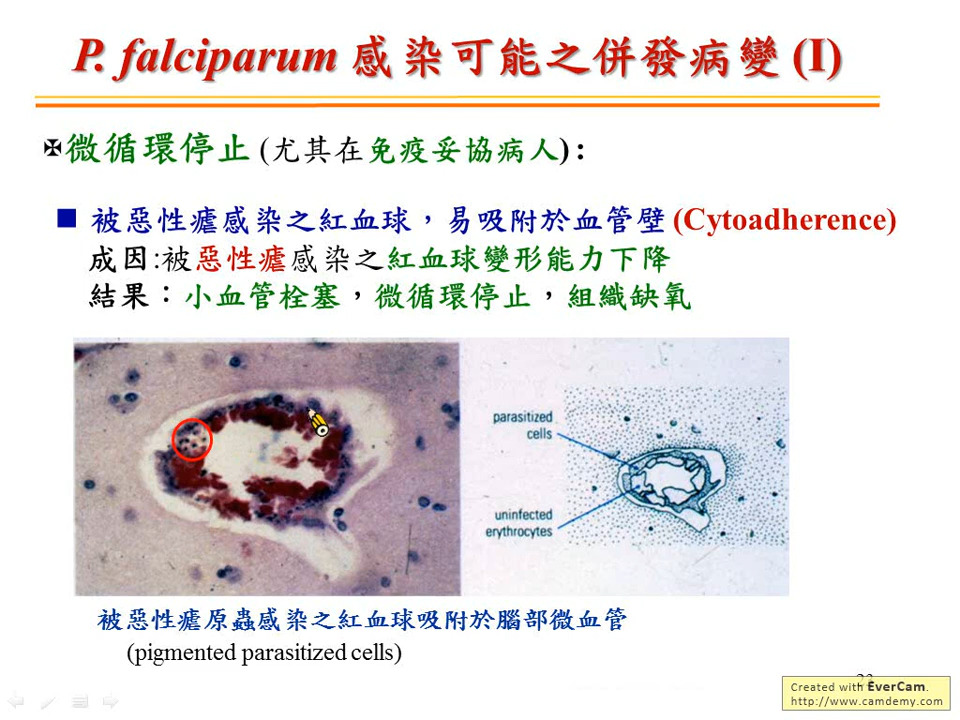 P. falciparum 感染可能之併發病變 (I)
✠微循環停止 (尤其在免疫妥協病人) :
■ 被惡性瘧感染之紅血球，易吸附於血管壁 (Cytoadherence)
成因:被惡性瘧感染之紅血球變形能力下降
結果：小血管栓塞，微循環停止，組織缺氧
parasitized
cells
uninfected
erythrocytes
被惡性瘧原蟲感染之紅血球吸附於腦部微血管
(pigmented parasitized cells)
Created with EverCam.
http://www.camdemy.com